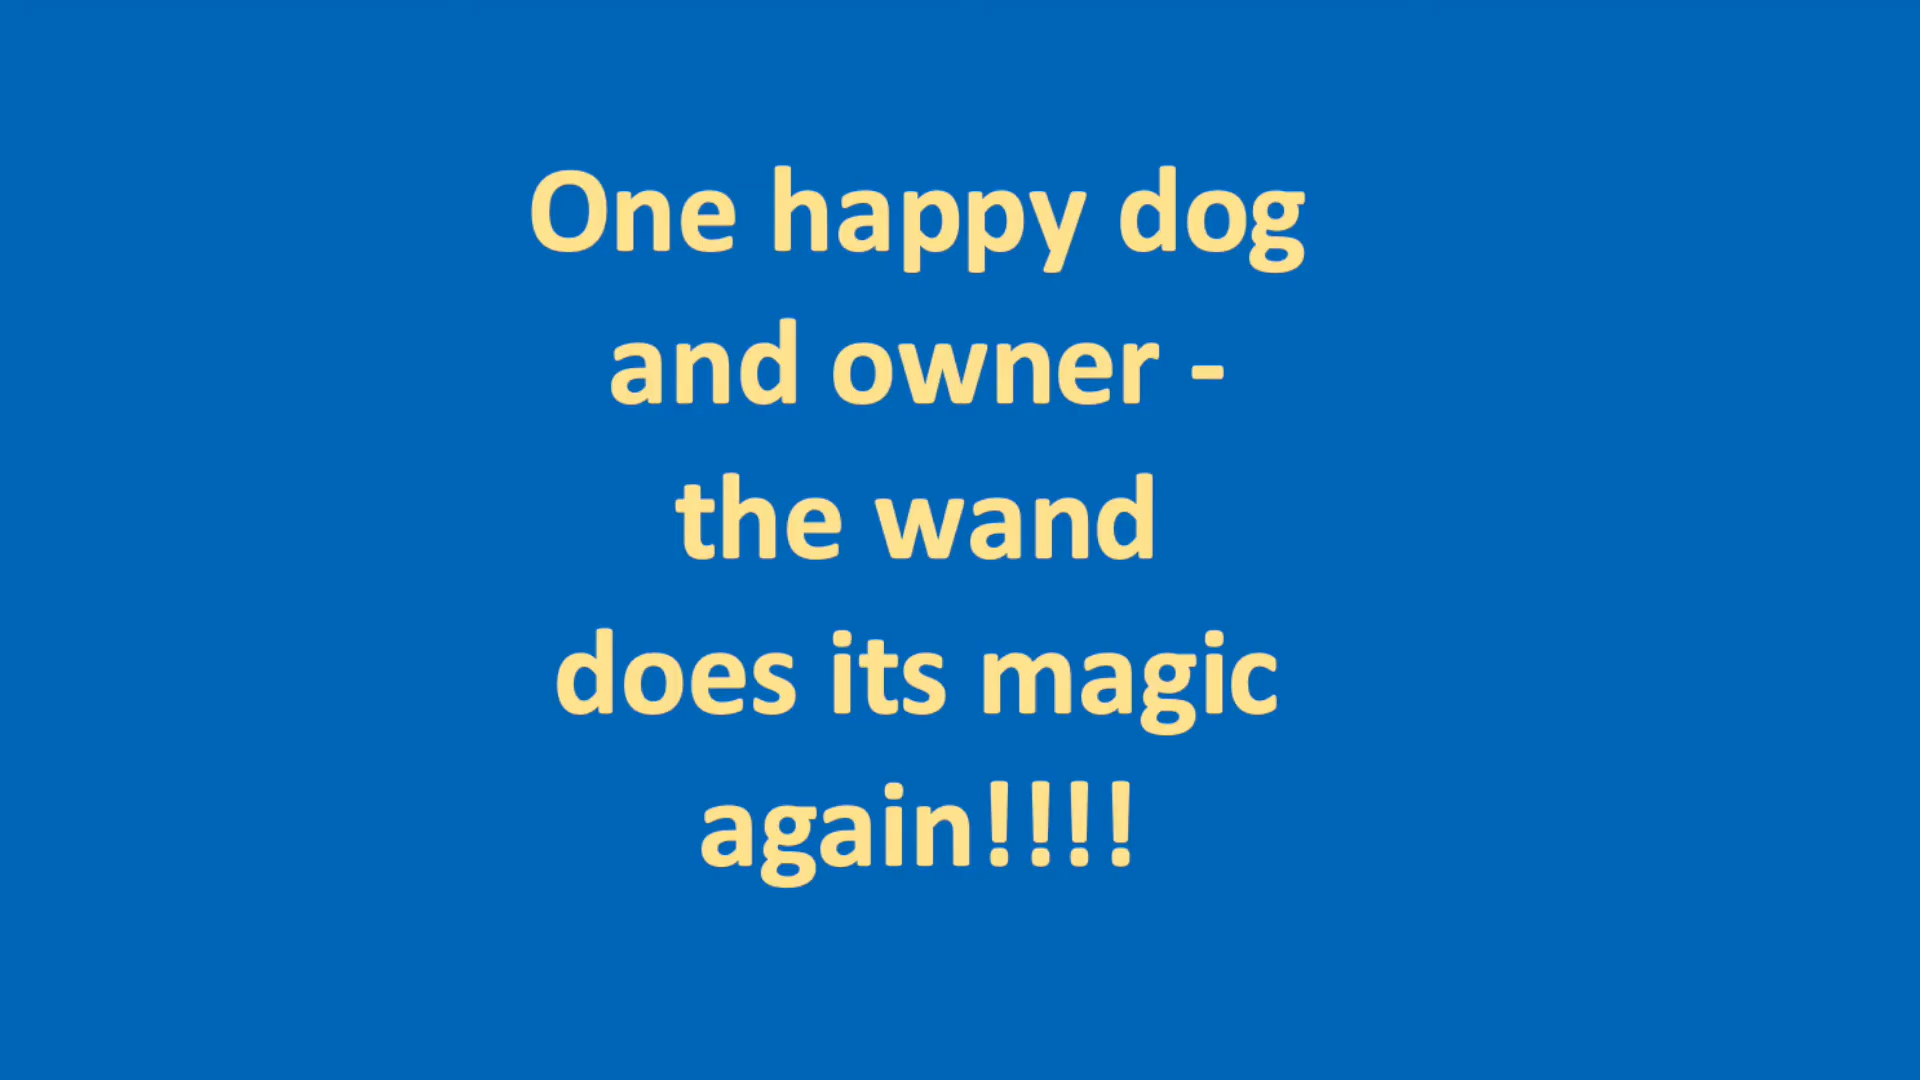 One happy dog
and owner -
the wand
does its magic
again!!!!